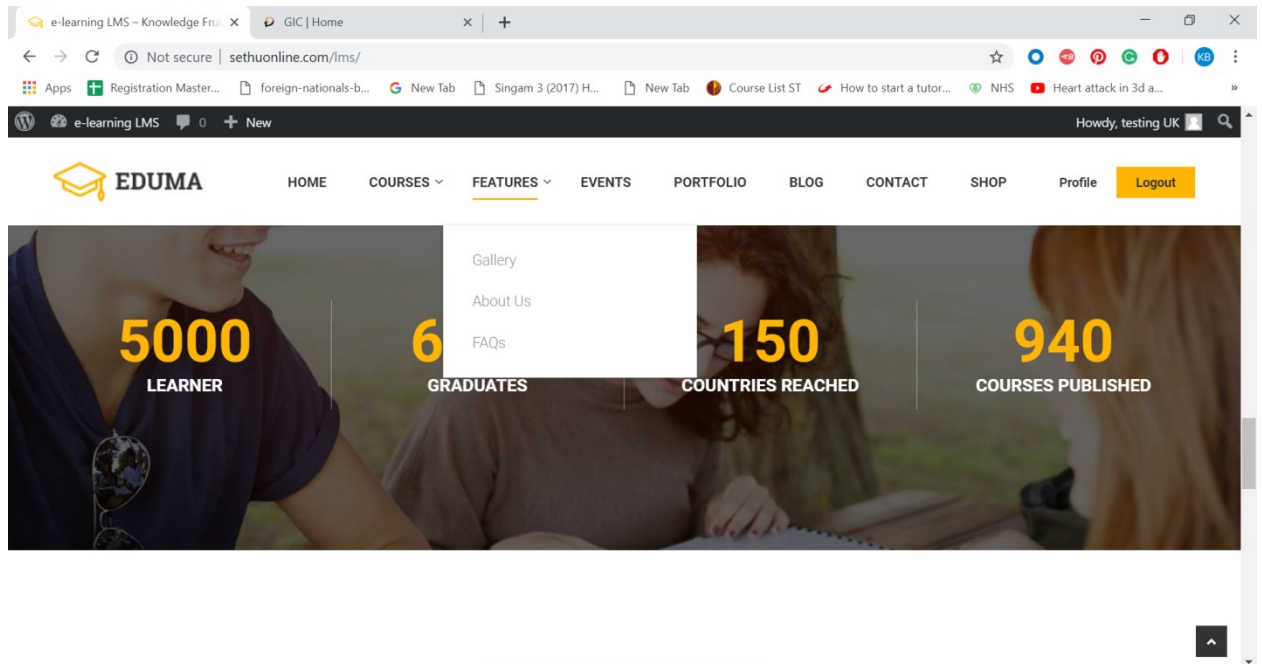 e-learning LMS – Knowledge Fru
GIC | Home
Not secure | sethuonline.com/lms/
KB
Apps Registration Master... foreign-nationals-b... New Tab Singam 3 (2017) H... New Tab Course List ST How to start a tutor... NHS Heart attack in 3d a... »
e-learning LMS 0 New Howdy, testing UK
EDUMA HOME COURSES FEATURES EVENTS PORTFOLIO BLOG CONTACT SHOP Profile Logout
Gallery
About Us
FAQs
5000 6 150 940
LEARNER GRADUATES COUNTRIES REACHED COURSES PUBLISHED